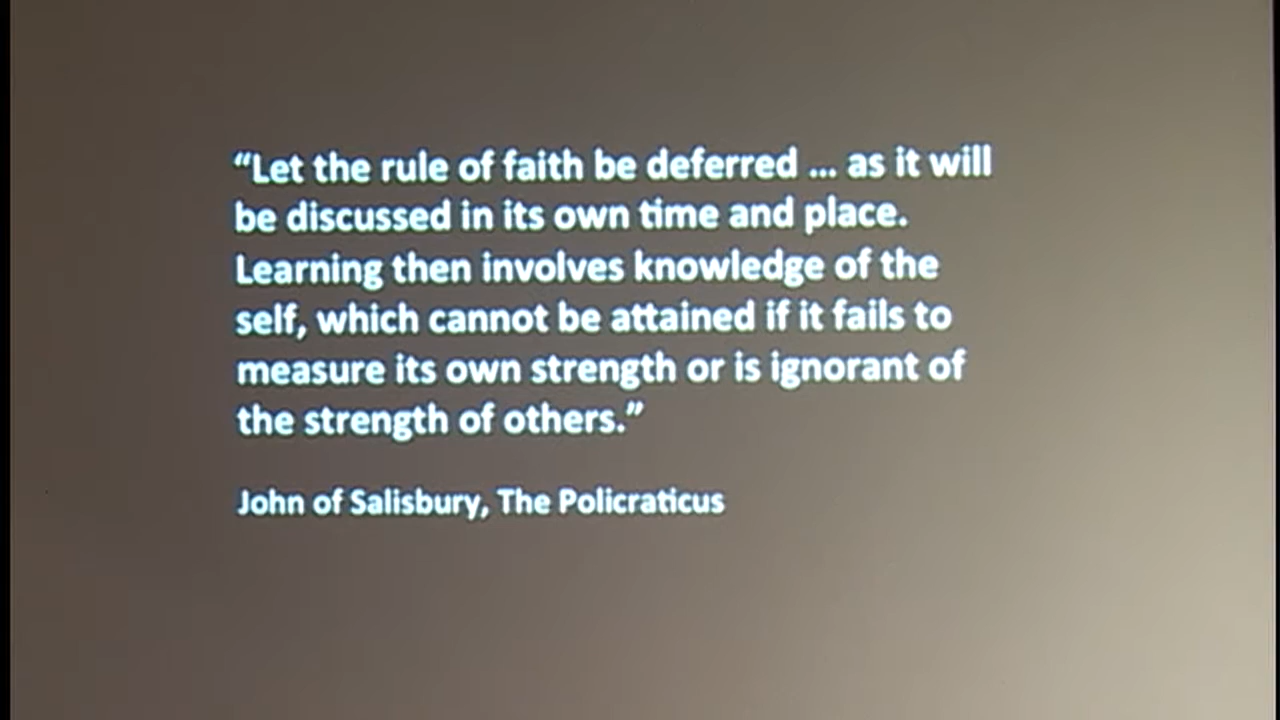 “Let the rule of faith be deferred ... as it will
be discussed in its own time and place.
Learning then involves knowledge of the
self, which cannot be attained if it fails to
measure its own strength or is ignorant of
the strength of others.”
John of Salisbury, The Policraticus